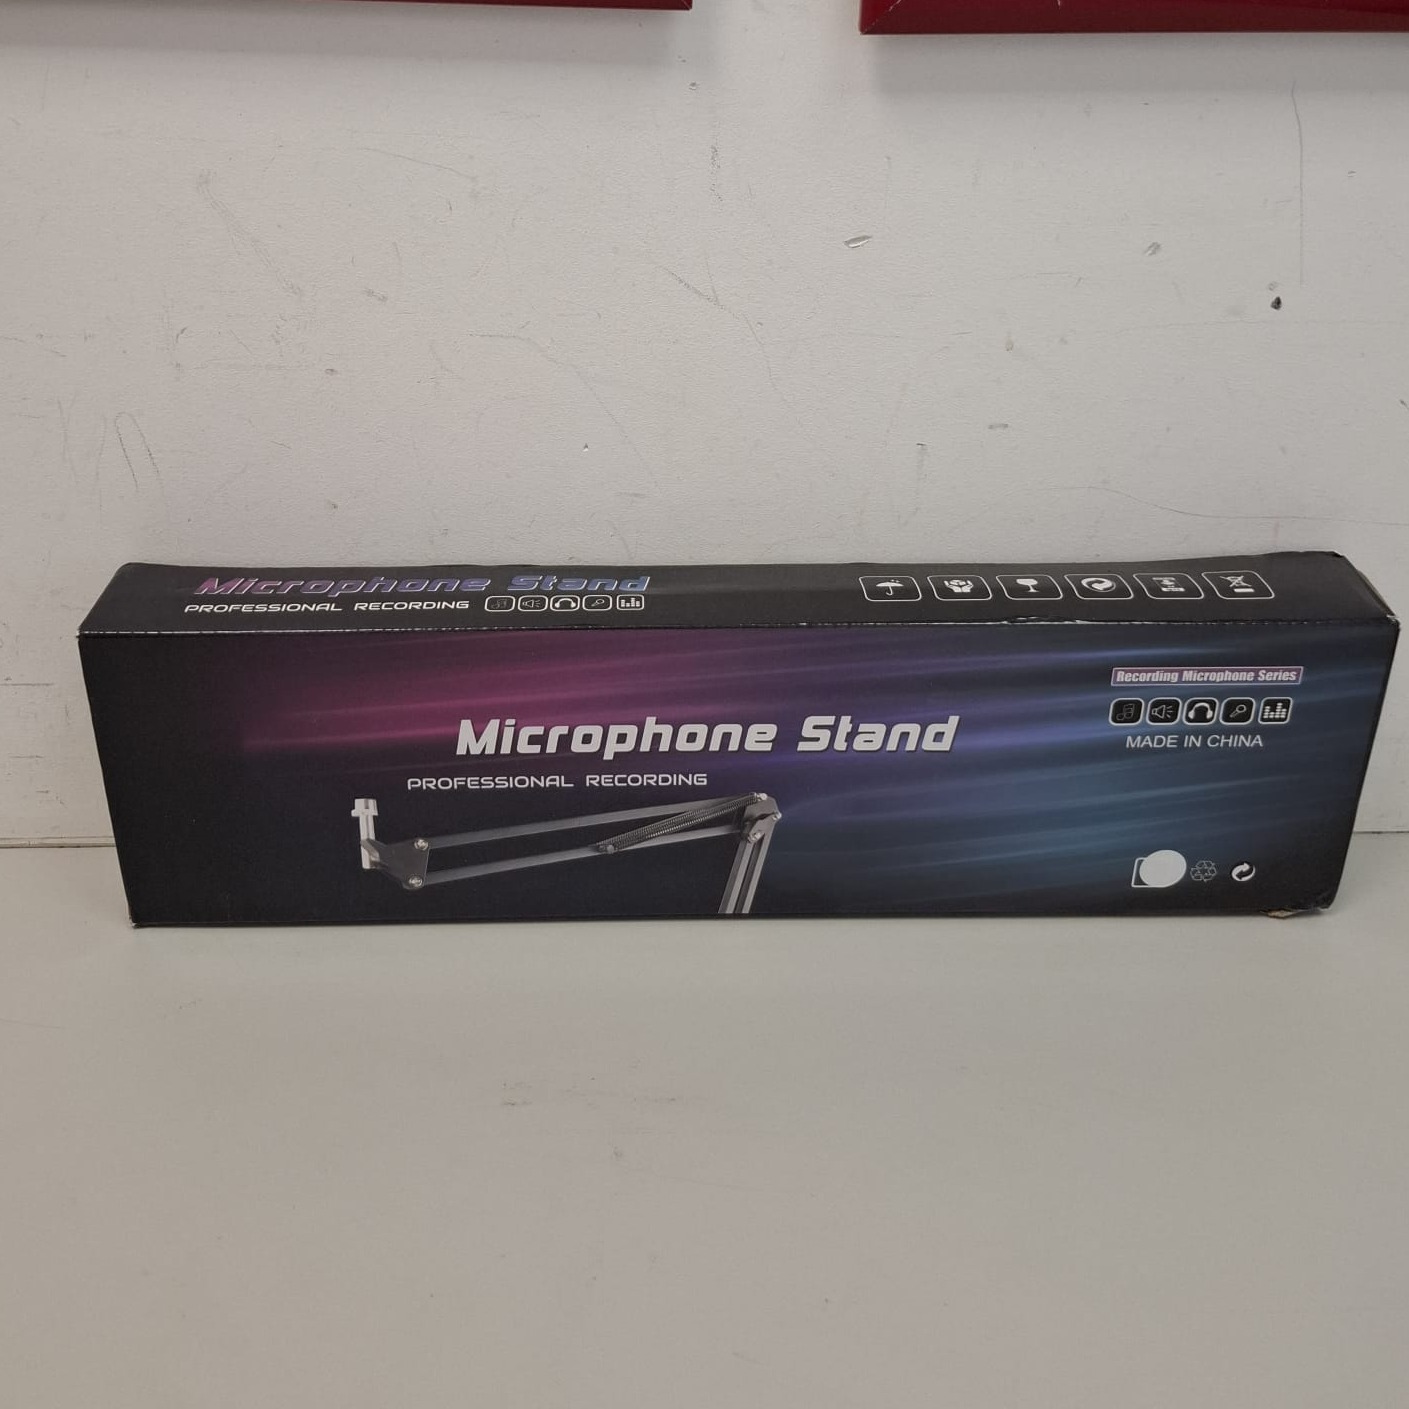 Microphone Stand
PROFESSIONAL RECORDING
Recording Microphone Series
Microphone Stand
MADE IN CHINA
PROFESSIONAL RECORDING